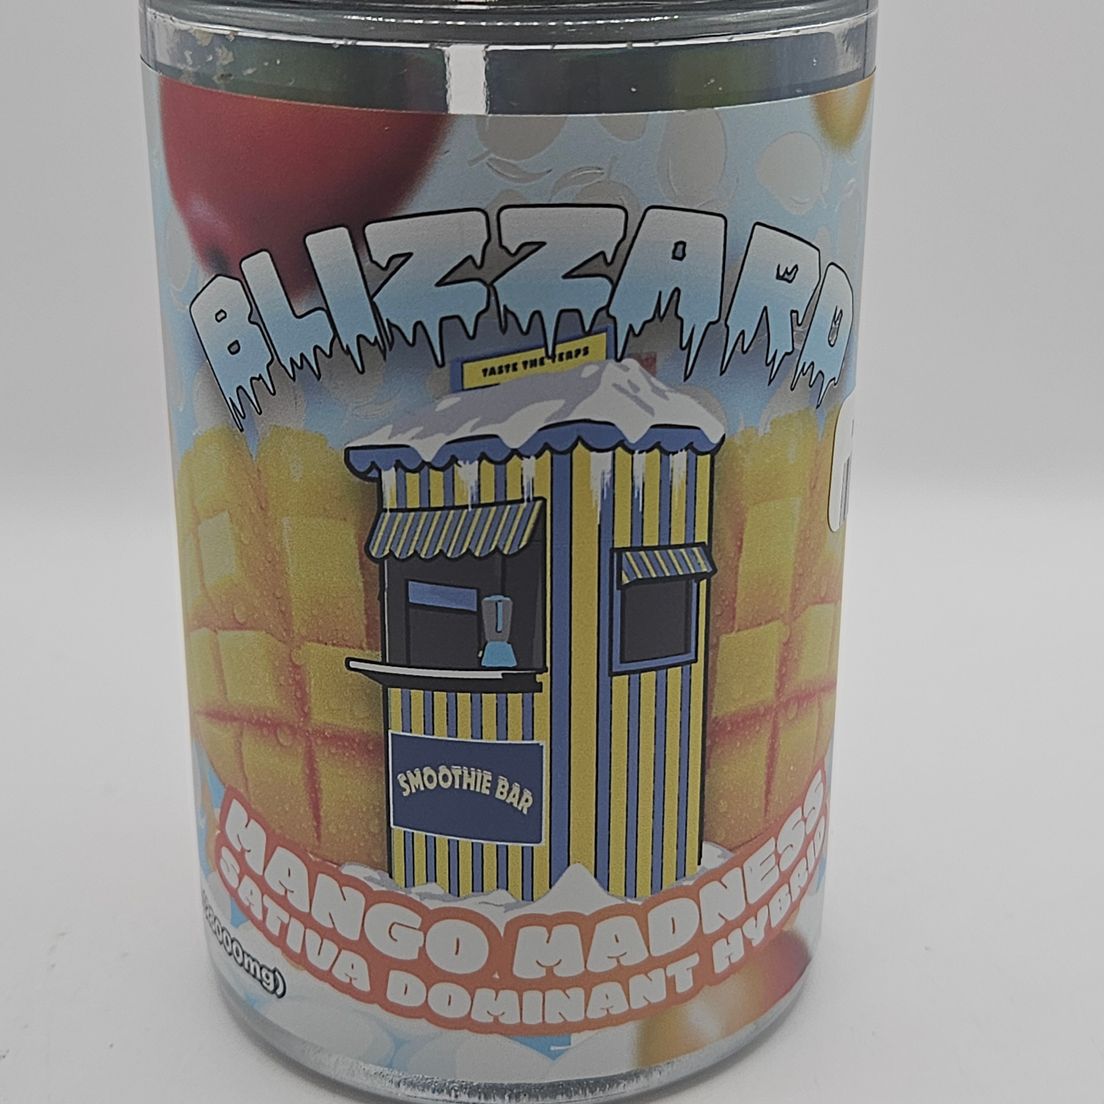 BLIZZARD
TASTE THE TERPS
SMOOTHIE BAR
MANGO MADNESS
SATIVA DOMINANT HYBRID